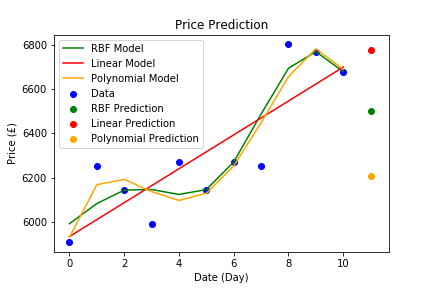 Price Prediction
Price (£)
6800
6600
6400
6200
6000
RBF Model
Linear Model
Polynomial Model
Data
RBF Prediction
Linear Prediction
Polynomial Prediction
0
2
4
6
8
10
Date (Day)